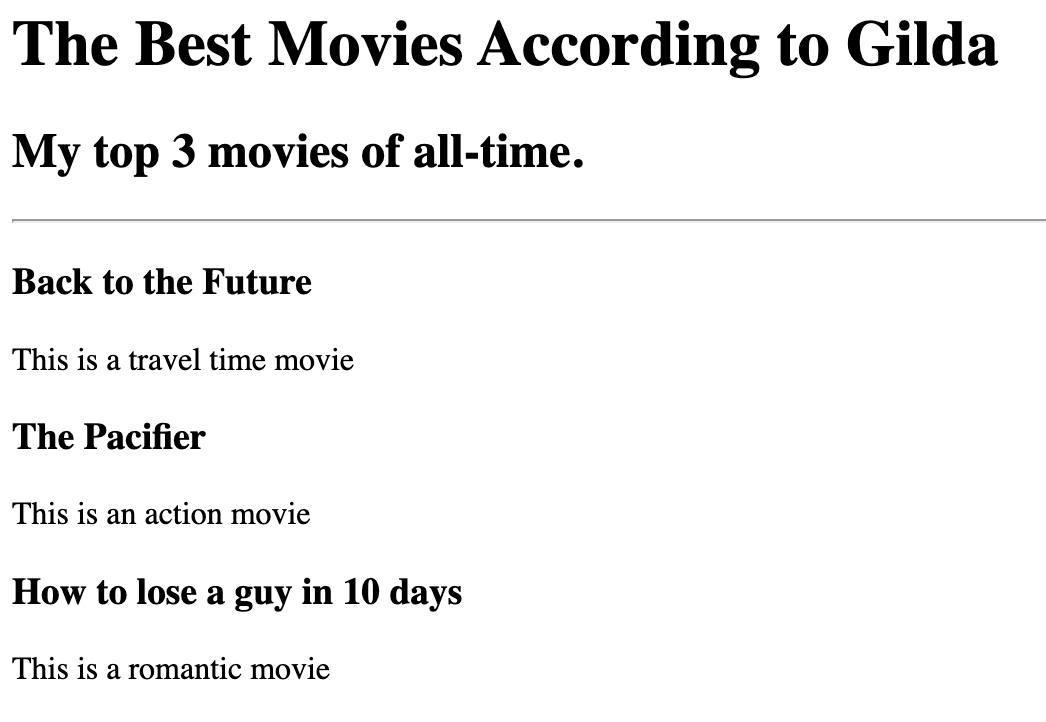 The Best Movies According to Gilda
My top 3 movies of all-time.
Back to the Future
This is a travel time movie
The Pacifier
This is an action movie
How to lose a guy in 10 days
This is a romantic movie